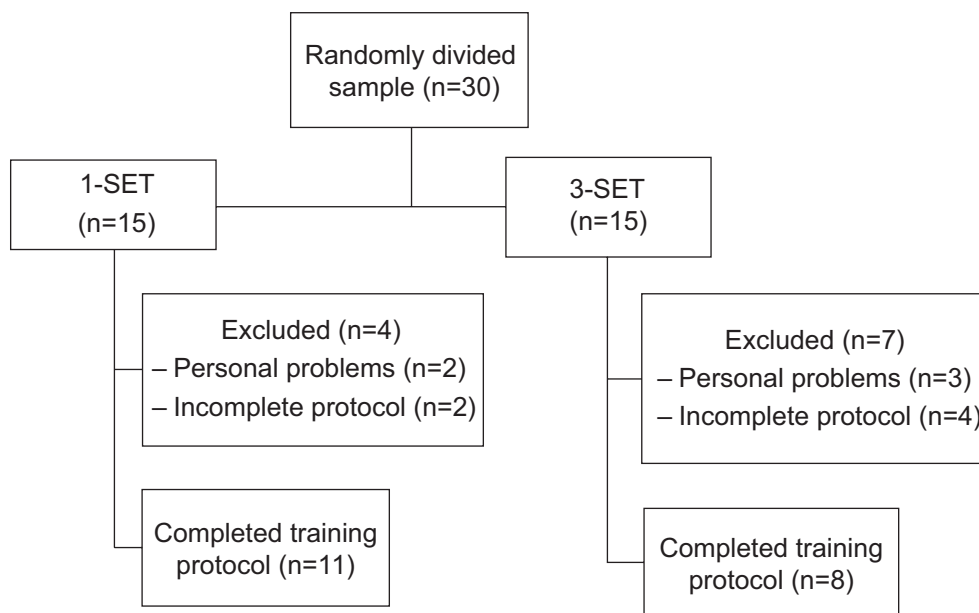 Randomly divided
sample (n=30)
1-SET
(n=15)
3-SET
(n=15)
Excluded (n=4)
– Personal problems (n=2)
– Incomplete protocol (n=2)
Excluded (n=7)
– Personal problems (n=3)
– Incomplete protocol (n=4)
Completed training
protocol (n=11)
Completed training
protocol (n=8)